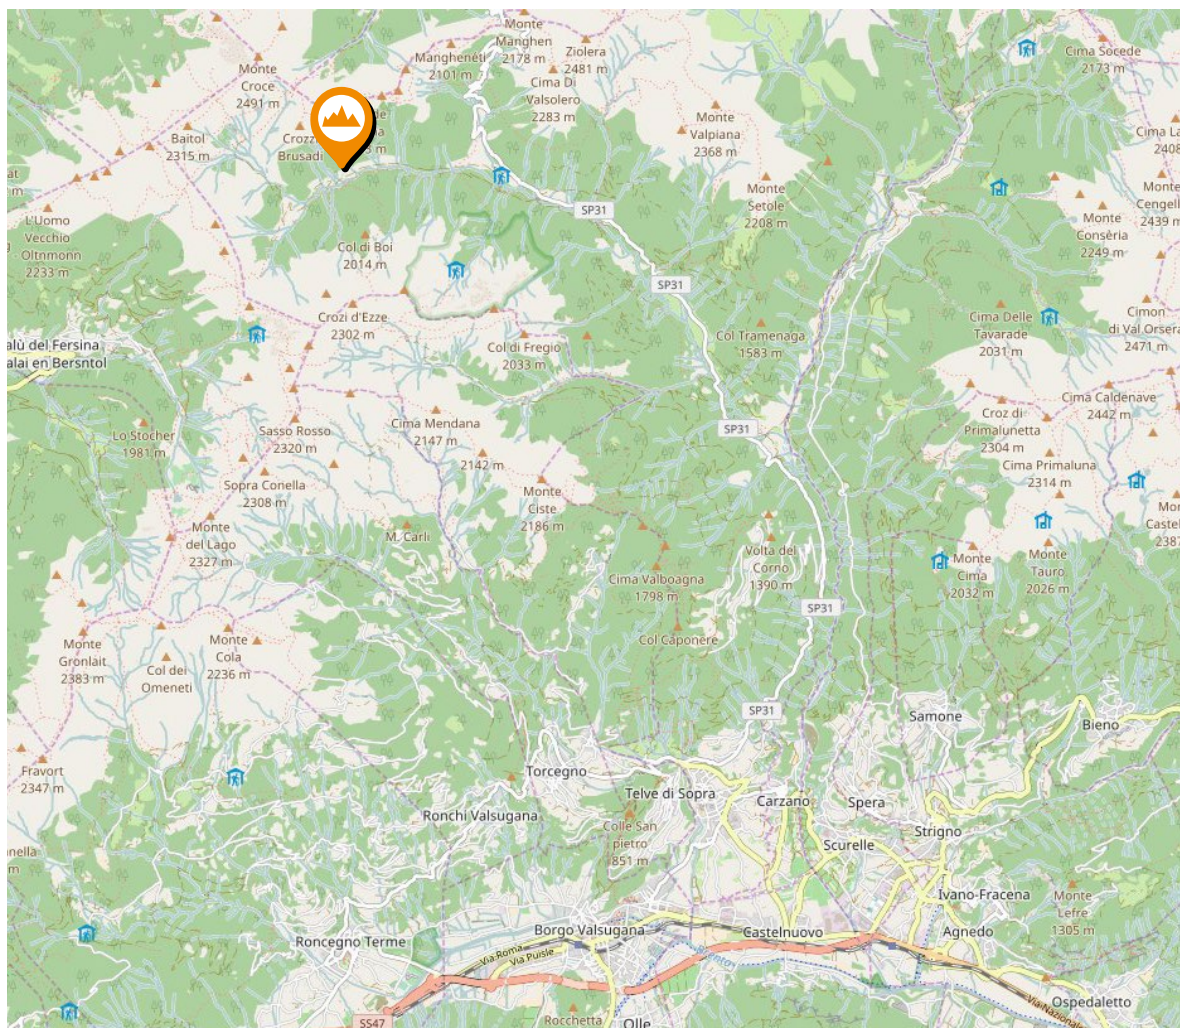 Monte
Manghen
2178 m
Ziolera
2481 m
Manghenéti
2101 m
Cima Socede
2173 m
Monte
Croce
2491 m
Cima Di
Valsolero
2283 m
Monte
Valpiana
2368 m
Baitol
2315 m
Cima La
2408
Monte
Setole
2208 m
Monte
Cengell
2439 m
SP31
L'Uomo
Vecchio
Oltnmonn
2233 m
Monte
Consèria
2249 m
Col di Boi
2014 m
SP31
Crozi d'Ezze
2302 m
Cima Delle
Tavarade
2031 m
Cimon
di Val Orsera
2471 m
Col Tramenaga
1583 m
alù del Fersina
alai en Bersntol
Col di Fregio
2033 m
Cima Caldenave
2442 m
Croz di
Primalunetta
2304 m
Cima Mendana
2147 m
SP31
Lo Stocher
1981 m
Sasso Rosso
2320 m
2142 m
Cima Primaluna
2314 m
Sopra Conella
2308 m
Monte
Ciste
2186 m
Mon
Castel
2387
Monte
del Lago
2327 m
M. Carli
Volta del
Corno
1390 m
Monte
Cima
2032 m
Monte
Tauro
2026 m
Cima Valboagna
1798 m
SP31
Monte
Gronlait
2383 m
Monte
Cola
2236 m
Col Caponere
Col dei
Omeneti
SP31
Samone
Bieno
Fravort
2347 m
Torcegno
Telve di Sopra
Carzano
Spera
Ronchi Valsugana
Colle San
pietro
851 m
Strigno
Scurelle
nella
m
Ivano-Fracena
Monte
Lefre
1305 m
Roncegno Terme
Borgo Valsugana
Castelnuovo
Agnedo
Via Roma
Via Puisle
Brenta
Ospedaletto
Via Nazionale
SS47
Rocchetta
Olle